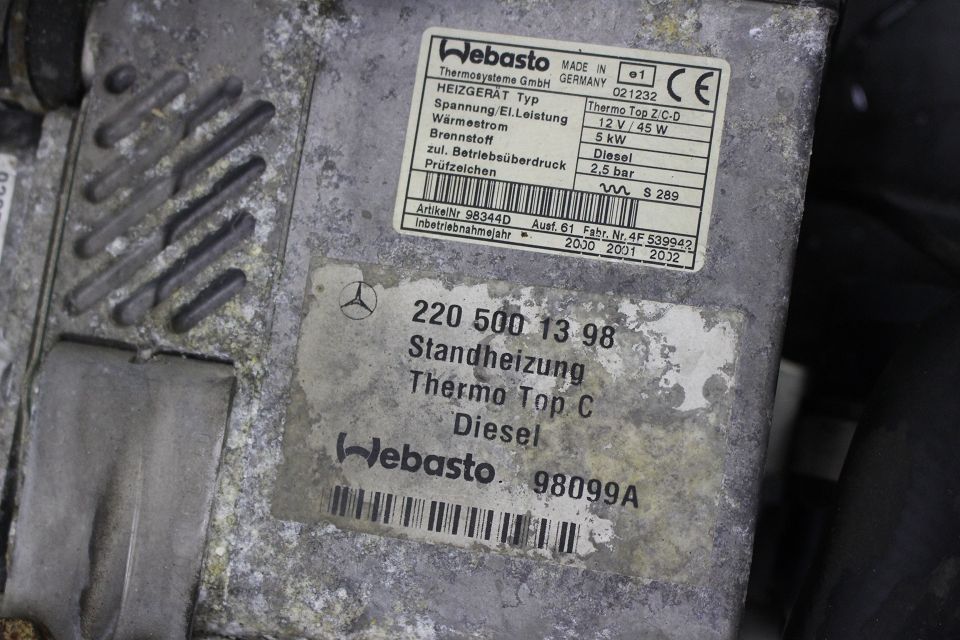 Webasto
Thermosysteme GmbH
MADE IN
GERMANY
e1
021232
CE
HEIZGERÄT Typ Thermo Top Z/C-D
Spannung/El.Leistung 12 V / 45 W
Wärmestrom 5 kW
Brennstoff Diesel
zul. Betriebsüberdruck 2,5 bar
Prüfzeichen S 289
ArtikelNr 98344D Ausf. 61 Fabr. Nr. 4F 539942
Inbetriebnahmejahr 2000 2001 2002
220 500 13 98
Standheizung
Thermo Top C
Diesel
Webasto 98099A